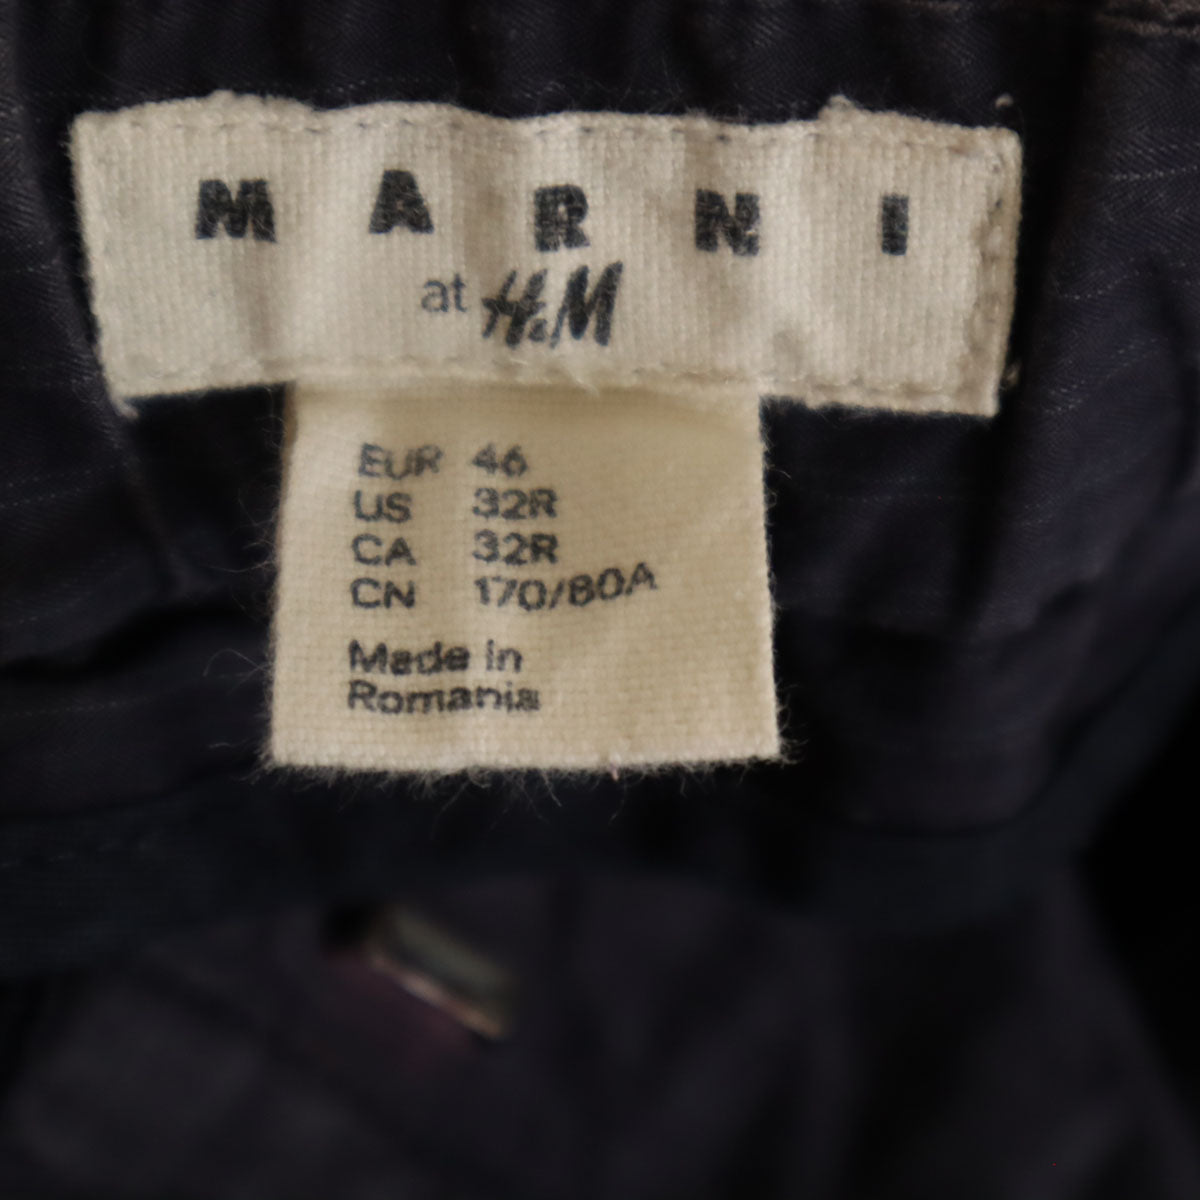 MARNI
at H&M
EUR 46
US 32R
CA 32R
CN 170/80A
Made in
Romania